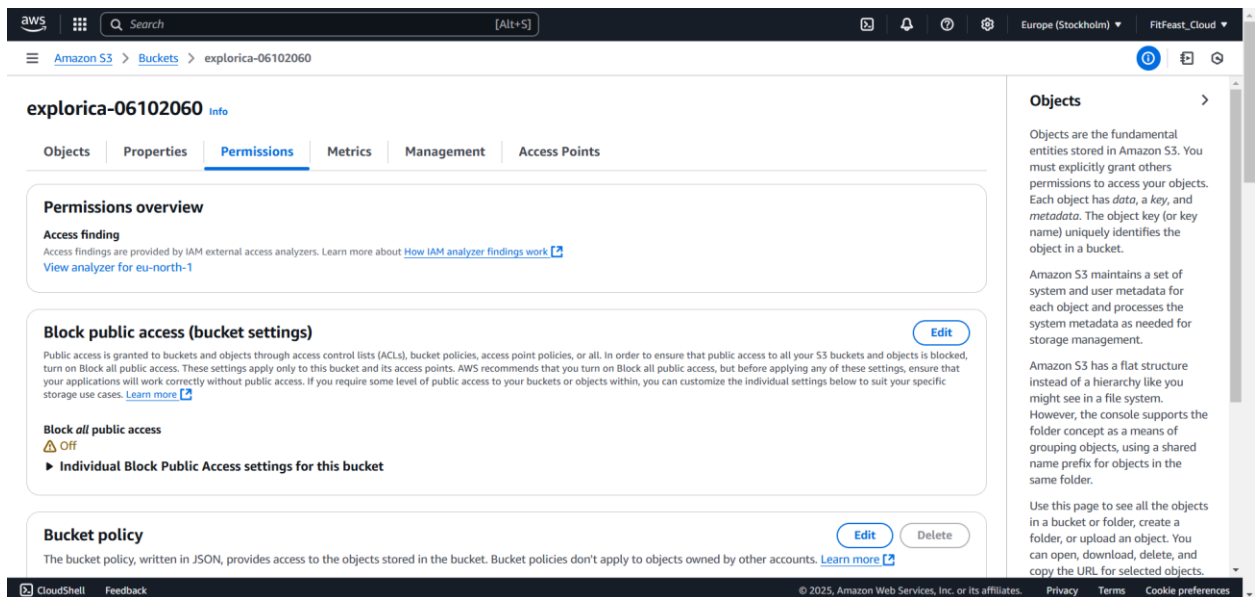 aws
Search
[Alt+S]
Europe (Stockholm) ▼
FitFeast_Cloud ▼
Amazon S3 > Buckets > explorica-06102060
explorica-06102060 Info
Objects
Properties
Permissions
Metrics
Management
Access Points
Permissions overview
Access finding
Access findings are provided by IAM external access analyzers. Learn more about How IAM analyzer findings work
View analyzer for eu-north-1
Block public access (bucket settings)
Edit
Public access is granted to buckets and objects through access control lists (ACLs), bucket policies, access point policies, or all. In order to ensure that public access to all your S3 buckets and objects is blocked,
turn on Block all public access. These settings apply only to this bucket and its access points. AWS recommends that you turn on Block all public access, but before applying any of these settings, ensure that
your applications will work correctly without public access. If you require some level of public access to your buckets or objects within, you can customize the individual settings below to suit your specific
storage use cases. Learn more
Block all public access
Off
Individual Block Public Access settings for this bucket
Bucket policy
Edit
Delete
The bucket policy, written in JSON, provides access to the objects stored in the bucket. Bucket policies don't apply to objects owned by other accounts. Learn more
Objects
Objects are the fundamental
entities stored in Amazon S3. You
must explicitly grant others
permissions to access your objects.
Each object has data, a key, and
metadata. The object key (or key
name) uniquely identifies the
object in a bucket.
Amazon S3 maintains a set of
system and user metadata for
each object and processes the
system metadata as needed for
storage management.
Amazon S3 has a flat structure
instead of a hierarchy like you
might see in a file system.
However, the console supports the
folder concept as a means of
grouping objects, using a shared
name prefix for objects in the
same folder.
Use this page to see all the objects
in a bucket or folder, create a
folder, or upload an object. You
can open, download, delete, and
copy the URL for selected objects.
CloudShell
Feedback
© 2025, Amazon Web Services, Inc. or its affiliates.
Privacy
Terms
Cookie preferences